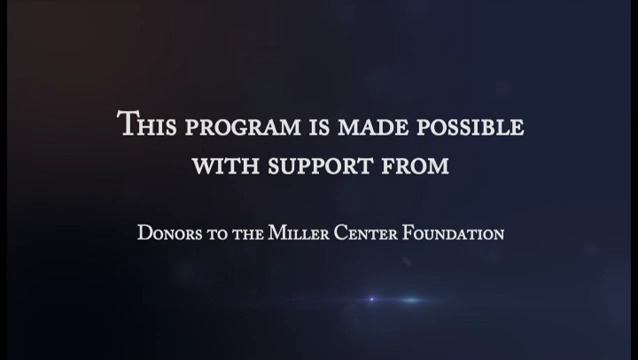 This program is made possible
with support from
Donors to the Miller Center Foundation